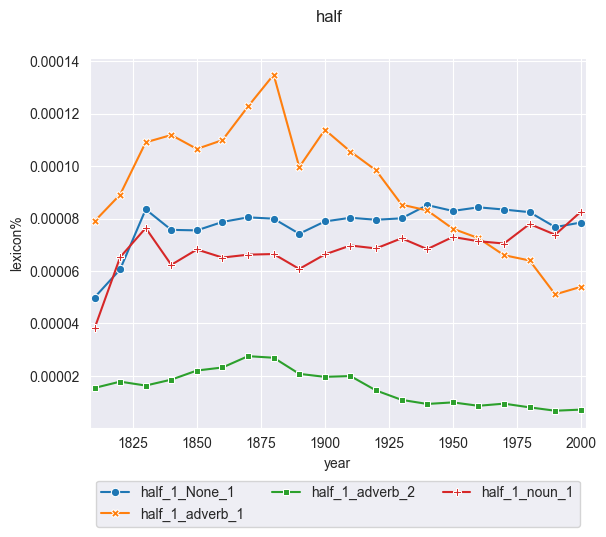 half
0.00014
0.00012
0.00010
0.00008
0.00006
0.00004
0.00002
lexicon%
1825 1850 1875 1900 1925 1950 1975 2000
year
half_1_None_1 half_1_adverb_2 half_1_noun_1
half_1_adverb_1